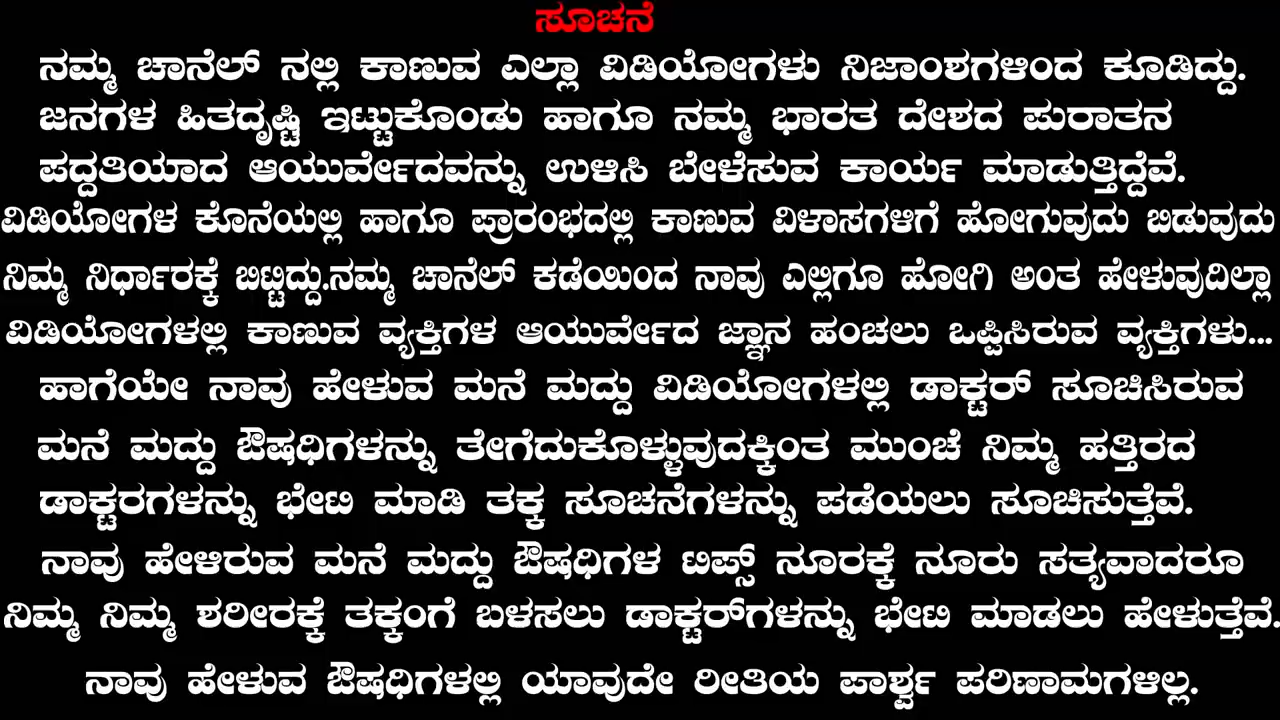 ಸೂಚನೆ
ನಮ್ಮ ಚಾನೆಲ್ ನಲ್ಲಿ ಕಾಣುವ ಎಲ್ಲಾ ವಿಡಿಯೋಗಳು ನಿಜಾಂಶಗಳಿಂದ ಕೂಡಿದ್ದು.
ಜನಗಳ ಹಿತದೃಷ್ಟಿ ಇಟ್ಟುಕೊಂಡು ಹಾಗೂ ನಮ್ಮ ಭಾರತ ದೇಶದ ಪುರಾತನ
ಪದ್ದತಿಯಾದ ಆಯುರ್ವೇದವನ್ನು ಉಳಿಸಿ ಬೇಳೆಸುವ ಕಾರ್ಯ ಮಾಡುತ್ತಿದ್ದೆವೆ.
ವಿಡಿಯೋಗಳ ಕೊನೆಯಲ್ಲಿ ಹಾಗೂ ಪ್ರಾರಂಭದಲ್ಲಿ ಕಾಣುವ ವಿಳಾಸಗಳಿಗೆ ಹೋಗುವುದು ಬಿಡುವುದು
ನಿಮ್ಮ ನಿರ್ಧಾರಕ್ಕೆ ಬಿಟ್ಟಿದ್ದು.ನಮ್ಮ ಚಾನೆಲ್ ಕಡೆಯಿಂದ ನಾವು ಎಲ್ಲಿಗೂ ಹೋಗಿ ಅಂತ ಹೇಳುವುದಿಲ್ಲಾ
ವಿಡಿಯೋಗಳಲ್ಲಿ ಕಾಣುವ ವ್ಯಕ್ತಿಗಳ ಆಯುರ್ವೇದ ಜ್ಞಾನ ಹಂಚಲು ಒಪ್ಪಿಸಿರುವ ವ್ಯಕ್ತಿಗಳು...
ಹಾಗೆಯೇ ನಾವು ಹೇಳುವ ಮನೆ ಮದ್ದು ವಿಡಿಯೋಗಳಲ್ಲಿ ಡಾಕ್ಟರ್ ಸೂಚಿಸಿರುವ
ಮನೆ ಮದ್ದು ಔಷಧಿಗಳನ್ನು ತೇಗೆದುಕೊಳ್ಳುವುದಕ್ಕಿಂತ ಮುಂಚೆ ನಿಮ್ಮ ಹತ್ತಿರದ
ಡಾಕ್ಟರಗಳನ್ನು ಭೇಟಿ ಮಾಡಿ ತಕ್ಕ ಸೂಚನೆಗಳನ್ನು ಪಡೆಯಲು ಸೂಚಿಸುತ್ತೆವೆ.
ನಾವು ಹೇಳಿರುವ ಮನೆ ಮದ್ದು ಔಷಧಿಗಳ ಟಿಪ್ಸ್ ನೂರಕ್ಕೆ ನೂರು ಸತ್ಯವಾದರೂ
ನಿಮ್ಮ ನಿಮ್ಮ ಶರೀರಕ್ಕೆ ತಕ್ಕಂಗೆ ಬಳಸಲು ಡಾಕ್ಟರ್‌ಗಳನ್ನು ಭೇಟಿ ಮಾಡಲು ಹೇಳುತ್ತೆವೆ.
ನಾವು ಹೇಳುವ ಔಷಧಿಗಳಲ್ಲಿ ಯಾವುದೇ ರೀತಿಯ ಪಾರ್ಶ್ವ ಪರಿಣಾಮಗಳಿಲ್ಲ.